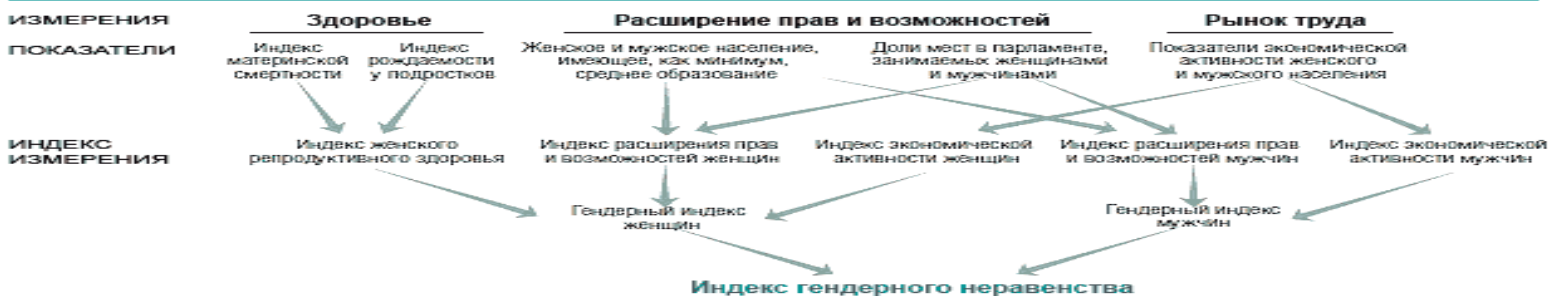 ИЗМЕРЕНИЯ Здоровье Расширение прав и возможностей Рынок труда
ПОКАЗАТЕЛИ
Индекс
материнской
смертности
Индекс
рождаемости
у подростков
Женское и мужское население,
имеющее, как минимум,
среднее образование
Доли мест в парламенте,
занимаемых женщинами
и мужчинами
Показатели экономической
активности женского
и мужского населения
ИНДЕКС
ИЗМЕРЕНИЯ
Индекс женского
репродуктивного здоровья
Индекс расширения прав
и возможностей женщин
Индекс экономической
активности женщин
Индекс расширения прав
и возможностей мужчин
Индекс экономической
активности мужчин
Гендерный индекс
женщин
Гендерный индекс
мужчин
Индекс гендерного неравенства